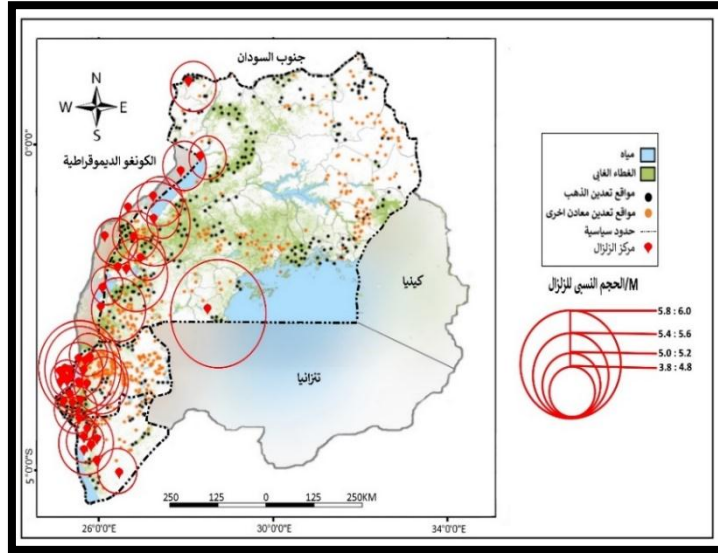 جنوب السودان
N
W E
S
0°0'0"
الكونغو الديموقراطية
كينيا
تنزانيا
5°0'0"S
250 125 0 125 250KM
26°0'0"E 30°0'0"E 34°0'0"E
مياه
الغطاء الغابي
مواقع تعدين الذهب
مواقع تعدين معادن اخرى
حدود سياسية
مركز الزلزال
الحجم النسبي للزلزال/M
5.8 : 6.0
5.4 : 5.6
5.0 : 5.2
3.8 : 4.8